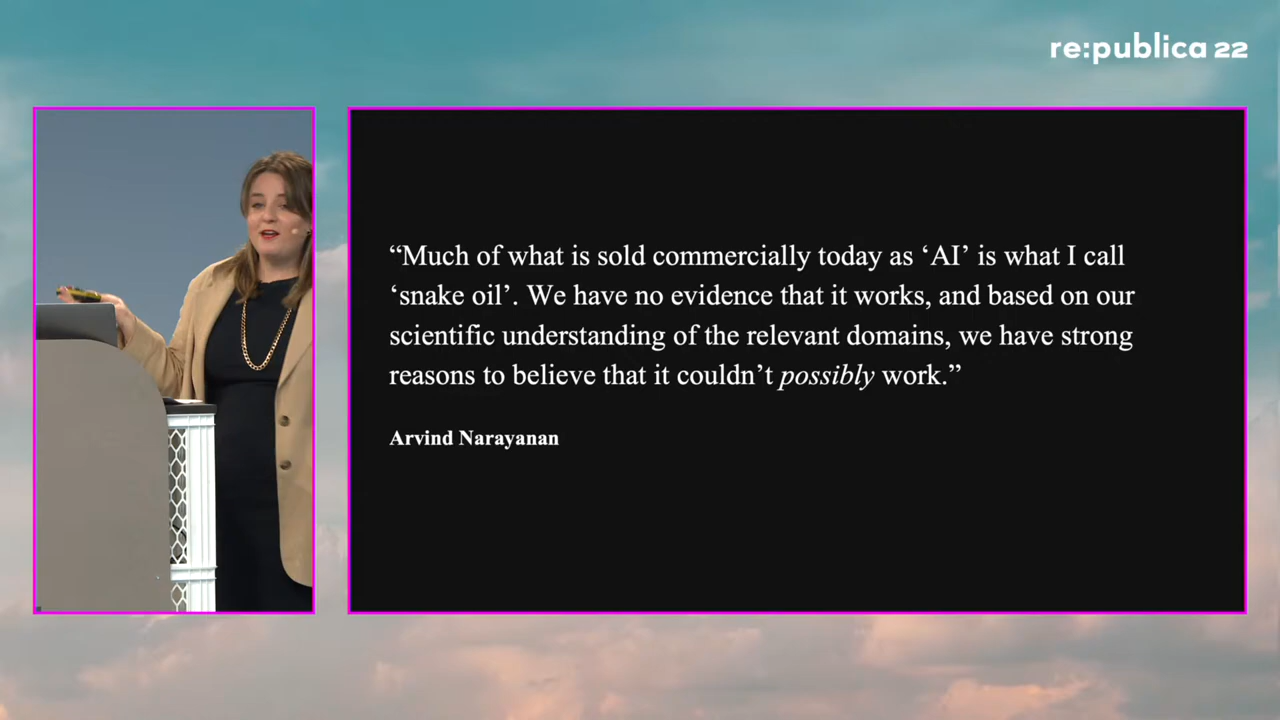 re:publica 22
“Much of what is sold commercially today as ‘AI’ is what I call
‘snake oil’. We have no evidence that it works, and based on our
scientific understanding of the relevant domains, we have strong
reasons to believe that it couldn’t possibly work.”
Arvind Narayanan